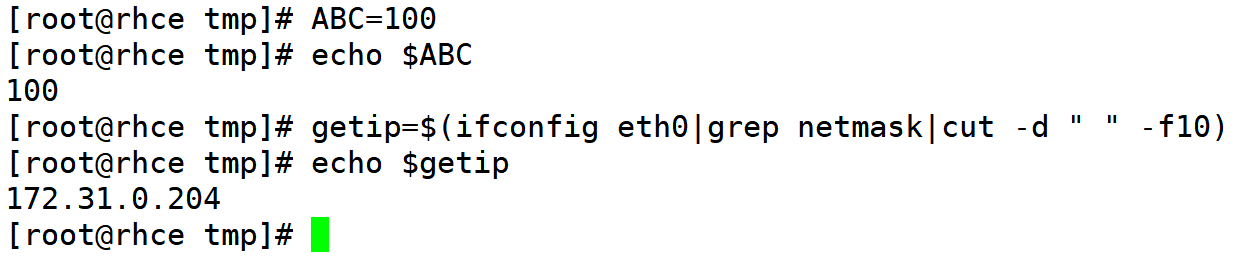 [root@rhce tmp]# ABC=100
[root@rhce tmp]# echo $ABC
100
[root@rhce tmp]# getip=$(ifconfig eth0|grep netmask|cut -d " " -f10)
[root@rhce tmp]# echo $getip
172.31.0.204
[root@rhce tmp]#